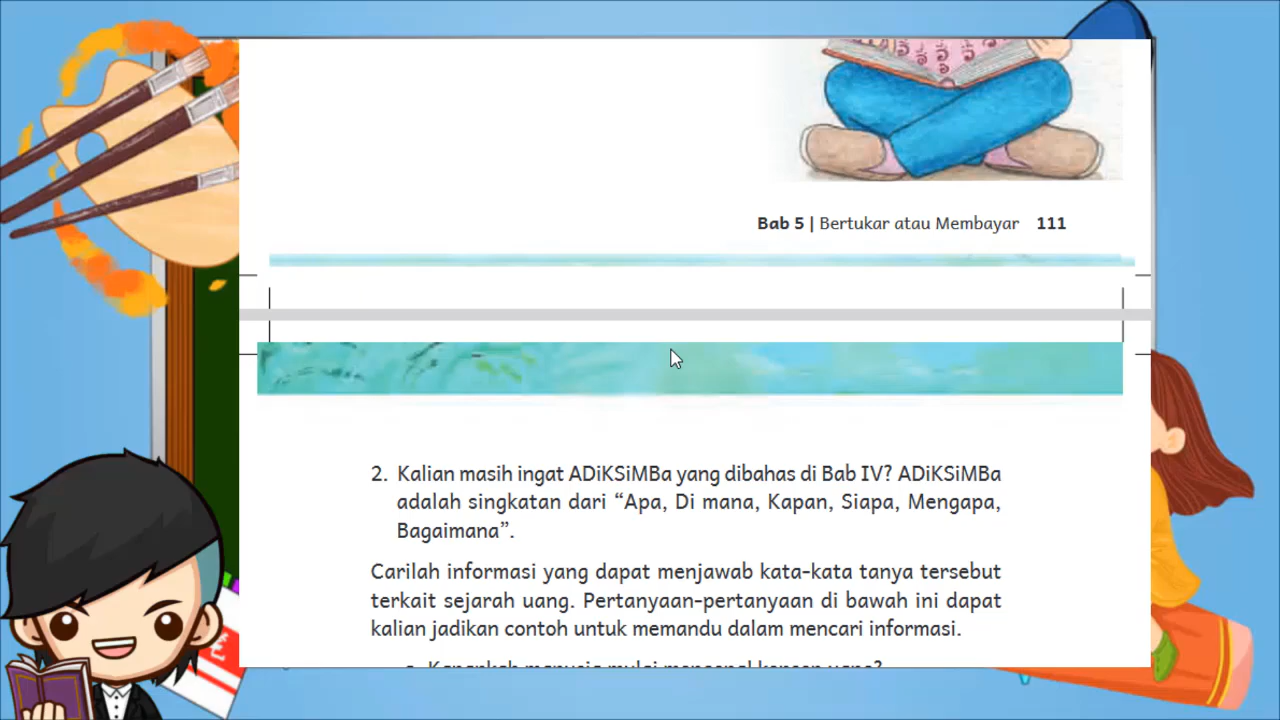 Bab 5 | Bertukar atau Membayar 111
2. Kalian masih ingat ADiKSiMBa yang dibahas di Bab IV? ADiKSiMBa
adalah singkatan dari “Apa, Di mana, Kapan, Siapa, Mengapa,
Bagaimana”.
Carilah informasi yang dapat menjawab kata-kata tanya tersebut
terkait sejarah uang. Pertanyaan-pertanyaan di bawah ini dapat
kalian jadikan contoh untuk memandu dalam mencari informasi.